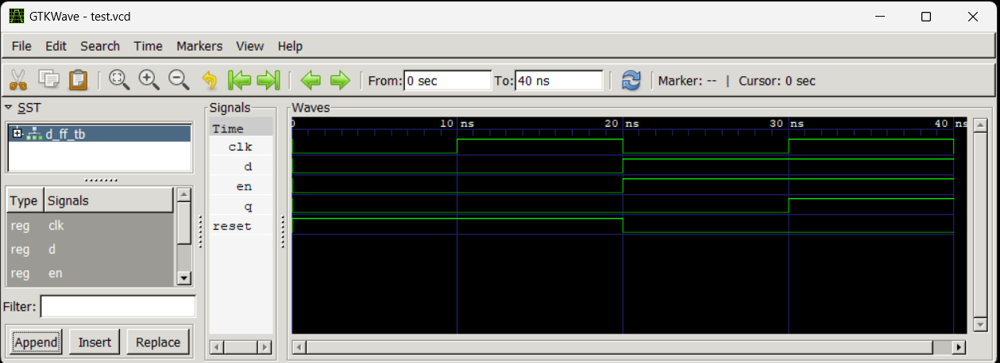 GTKWave - test.vcd
File Edit Search Time Markers View Help
From: 0 sec To: 40 ns Marker: -- | Cursor: 0 sec
SST
d_ff_tb
Type Signals
reg clk
reg d
reg en
Filter:
Append Insert Replace
Signals
Time
clk
d
en
q
reset
Waves
0 10 ns 20 ns 30 ns 40 ns